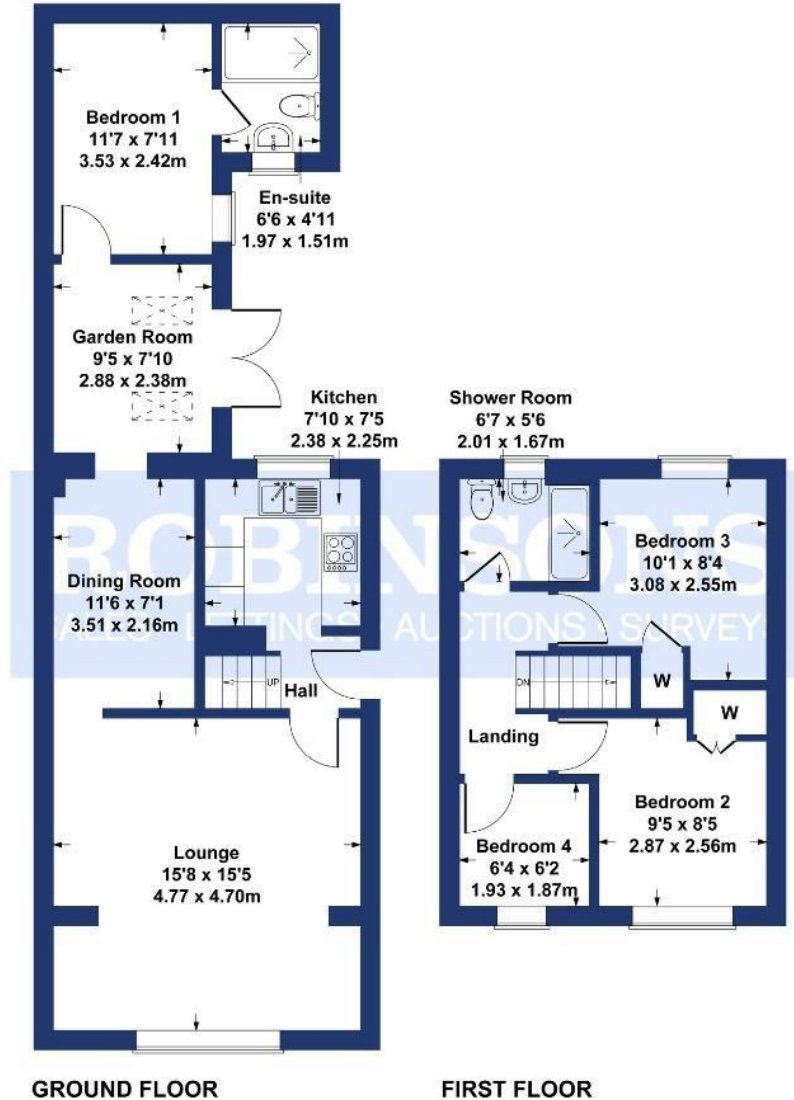 Bedroom 1
11'7 x 7'11
3.53 x 2.42m
En-suite
6'6 x 4'11
1.97 x 1.51m
Garden Room
9'5 x 7'10
2.88 x 2.38m
Kitchen
7'10 x 7'5
2.38 x 2.25m
Shower Room
6'7 x 5'6
2.01 x 1.67m
ROBINSONS
Dining Room
11'6 x 7'1
3.51 x 2.16m
Bedroom 3
10'1 x 8'4
3.08 x 2.55m
SALES LETTINGS AUCTIONS SURVEYS
UP
Hall
DN
W
W
Landing
Lounge
15'8 x 15'5
4.77 x 4.70m
Bedroom 4
6'4 x 6'2
1.93 x 1.87m
Bedroom 2
9'5 x 8'5
2.87 x 2.56m
GROUND FLOOR
FIRST FLOOR